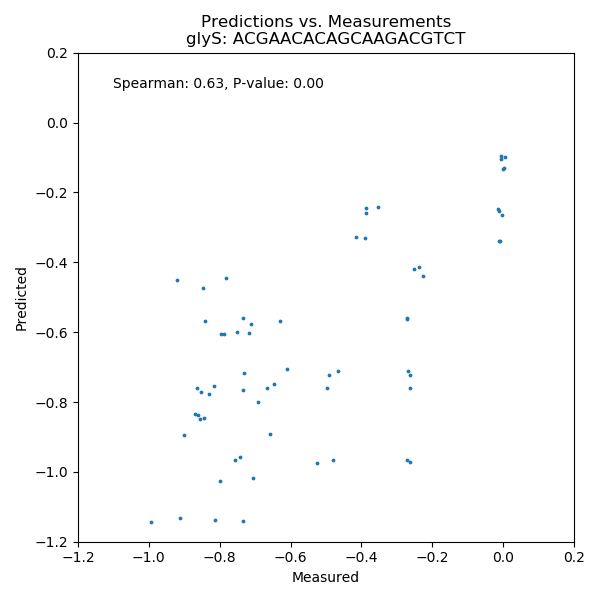 Predictions vs. Measurements
glyS: ACGAACACAGCAAGACGTCT
Spearman: 0.63, P-value: 0.00
0.2
0.0
−0.2
−0.4
−0.6
−0.8
−1.0
−1.2
Predicted
−1.2 −1.0 −0.8 −0.6 −0.4 −0.2 0.0 0.2
Measured